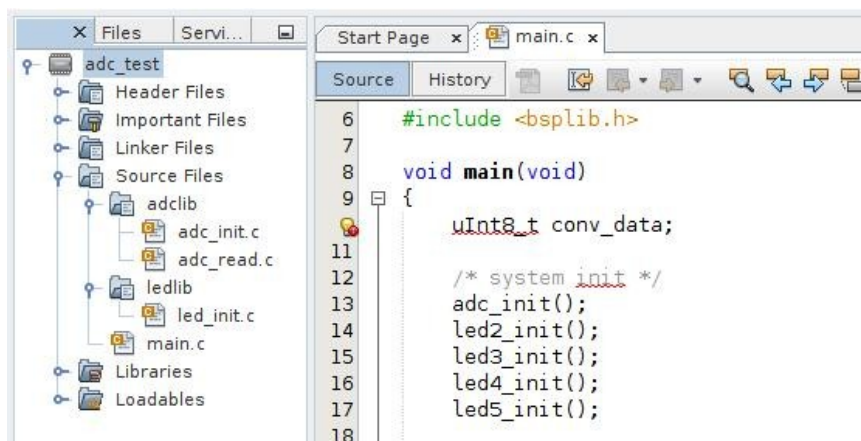 Files
Servi...
adc_test
Header Files
Important Files
Linker Files
Source Files
adclib
adc_init.c
adc_read.c
ledlib
led_init.c
main.c
Libraries
Loadables
Start Page
main.c
Source
History
6 #include <bsplib.h>
7
8 void main(void)
9 {
uInt8_t conv_data;
11
12 /* system init */
13 adc_init();
14 led2_init();
15 led3_init();
16 led4_init();
17 led5_init();
18